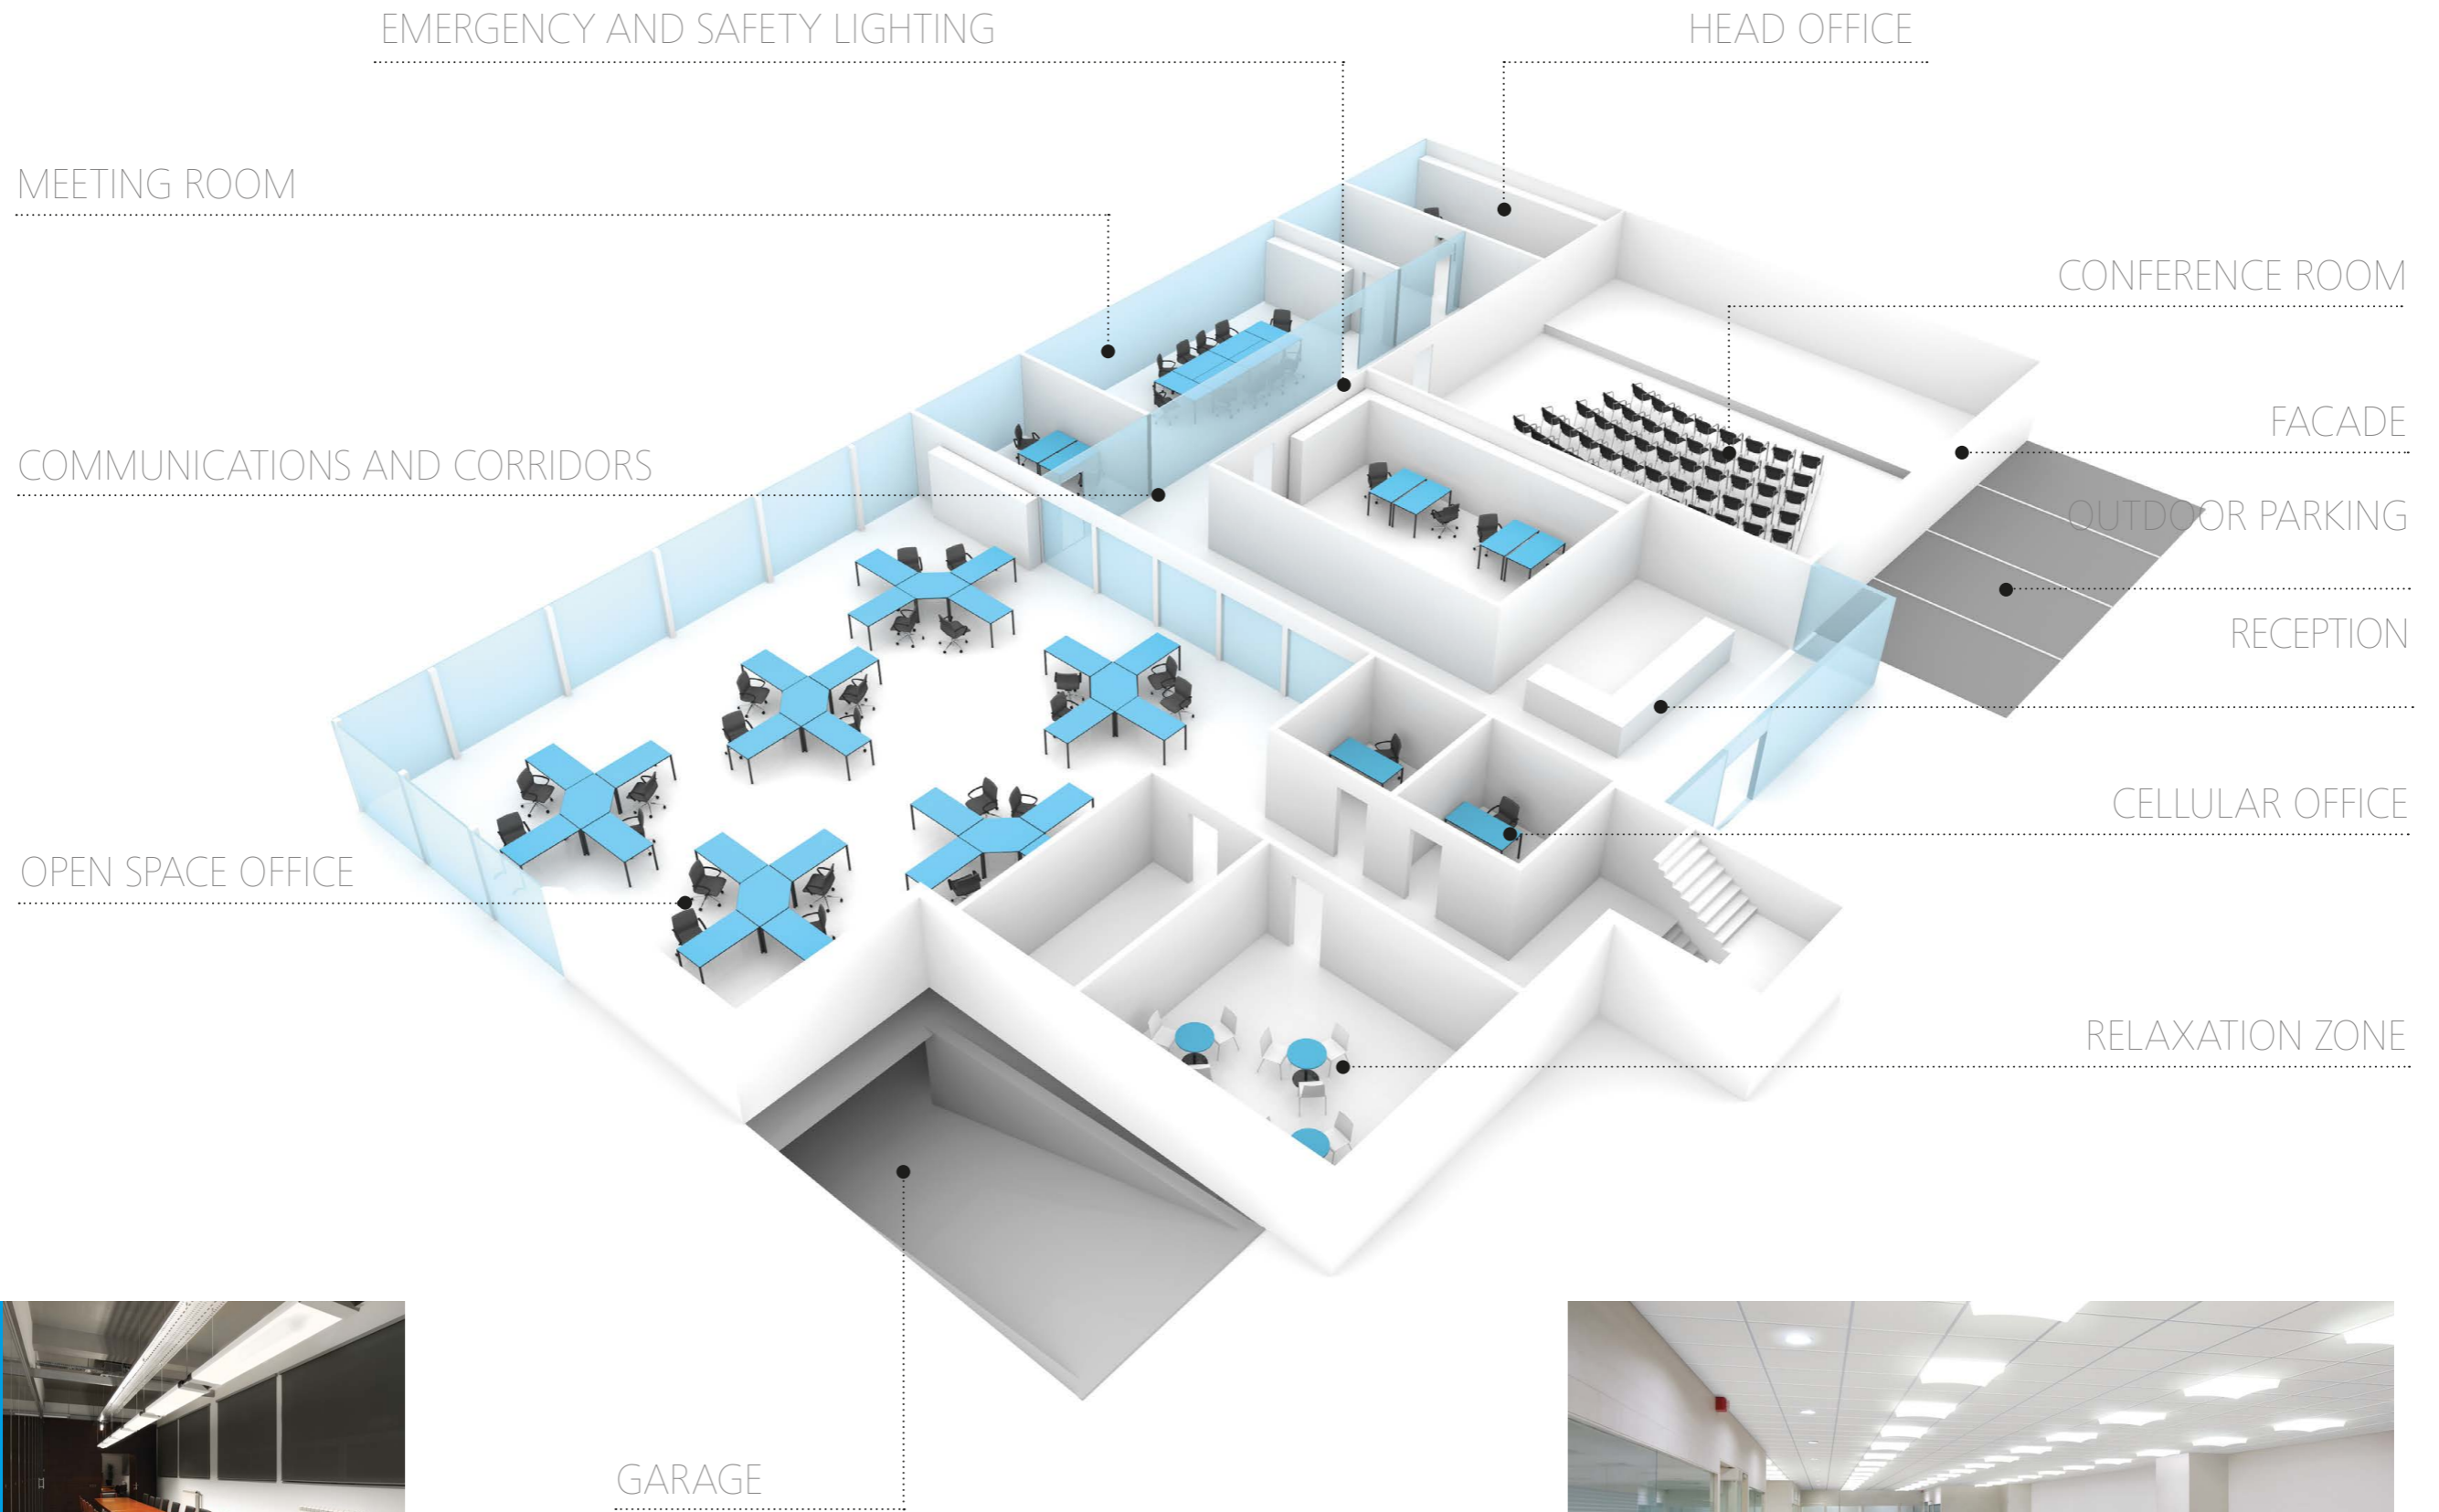 EMERGENCY AND SAFETY LIGHTING
HEAD OFFICE
MEETING ROOM
CONFERENCE ROOM
FACADE
COMMUNICATIONS AND CORRIDORS
OUTDOOR PARKING
RECEPTION
CELLULAR OFFICE
OPEN SPACE OFFICE
RELAXATION ZONE
GARAGE